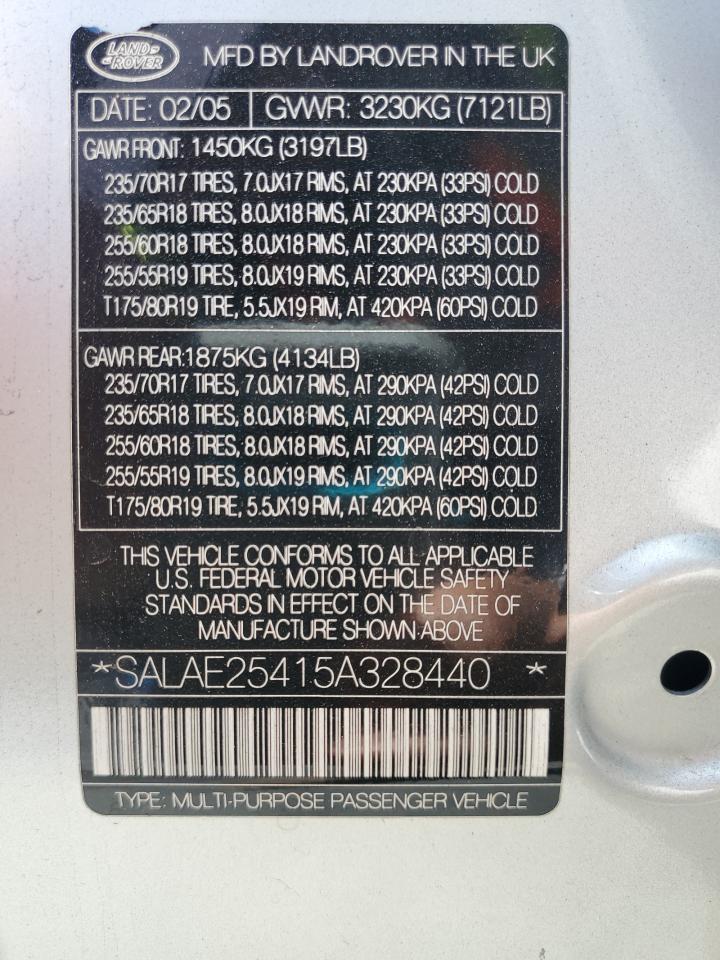 LAND-
-ROVER
MFD BY LANDROVER IN THE UK
DATE: 02/05 GVWR: 3230KG (7121LB)
GAWR FRONT: 1450KG (3197LB)
235/70R17 TIRES, 7.0JX17 RIMS, AT 230KPA (33PSI) COLD
235/65R18 TIRES, 8.0JX18 RIMS, AT 230KPA (33PSI) COLD
255/60R18 TIRES, 8.0JX18 RIMS, AT 230KPA (33PSI) COLD
255/55R19 TIRES, 8.0JX19 RIMS, AT 230KPA (33PSI) COLD
T175/80R19 TIRE, 5.5JX19 RIM, AT 420KPA (60PSI) COLD
GAWR REAR:1875KG (4134LB)
235/70R17 TIRES, 7.0JX17 RIMS, AT 290KPA (42PSI) COLD
235/65R18 TIRES, 8.0JX18 RIMS, AT 290KPA (42PSI) COLD
255/60R18 TIRES, 8.0JX18 RIMS, AT 290KPA (42PSI) COLD
255/55R19 TIRES, 8.0JX19 RIMS, AT 290KPA (42PSI) COLD
T175/80R19 TIRE, 5.5JX19 RIM, AT 420KPA (60PSI) COLD
THIS VEHICLE CONFORMS TO ALL APPLICABLE
U.S. FEDERAL MOTOR VEHICLE SAFETY
STANDARDS IN EFFECT ON THE DATE OF
MANUFACTURE SHOWN ABOVE
*SALAE25415A328440 *
TYPE: MULTI-PURPOSE PASSENGER VEHICLE